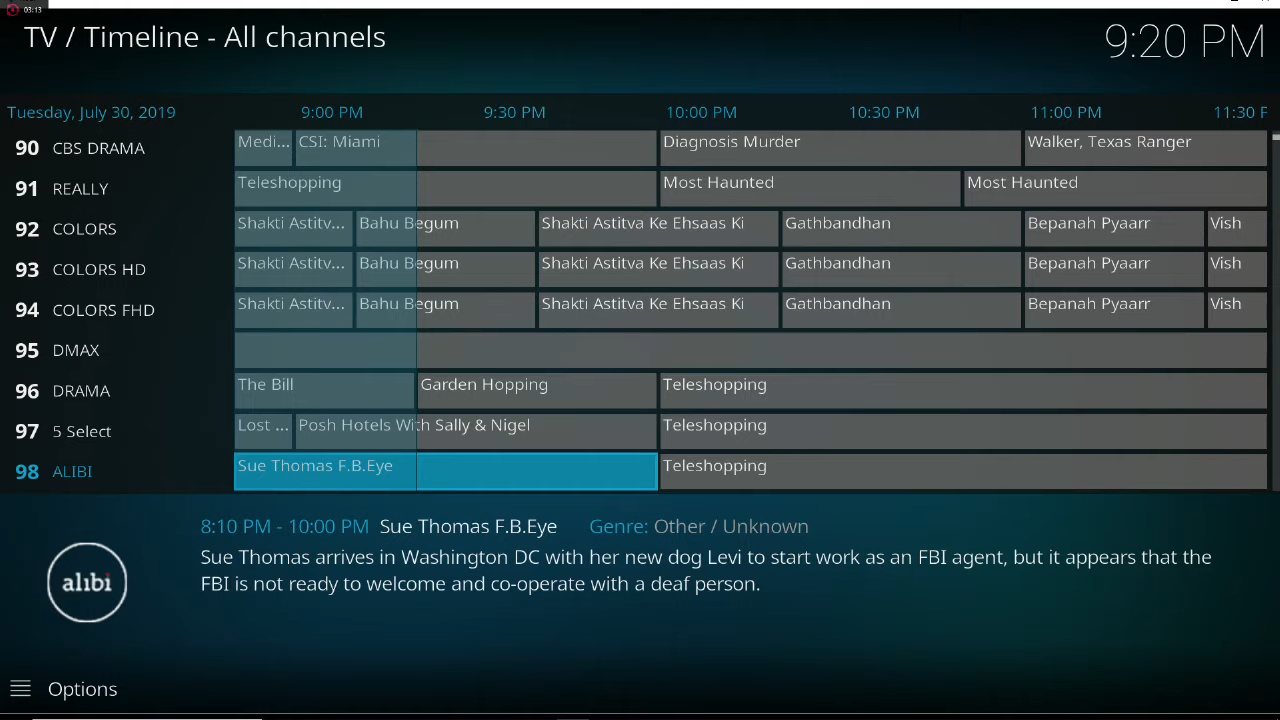 03:13
TV / Timeline - All channels
9:20 PM
Tuesday, July 30, 2019 9:00 PM 9:30 PM 10:00 PM 10:30 PM 11:00 PM 11:30 F
90 CBS DRAMA Medi... CSI: Miami Diagnosis Murder Walker, Texas Ranger
91 REALLY Teleshopping Most Haunted Most Haunted
92 COLORS Shakti Astitv... Bahu Begum Shakti Astitva Ke Ehsaas Ki Gathbandhan Bepanah Pyaarr Vish
93 COLORS HD Shakti Astitv... Bahu Begum Shakti Astitva Ke Ehsaas Ki Gathbandhan Bepanah Pyaarr Vish
94 COLORS FHD Shakti Astitv... Bahu Begum Shakti Astitva Ke Ehsaas Ki Gathbandhan Bepanah Pyaarr Vish
95 DMAX
96 DRAMA The Bill Garden Hopping Teleshopping
97 5 Select Lost ... Posh Hotels With Sally & Nigel Teleshopping
98 ALIBI Sue Thomas F.B.Eye Teleshopping
8:10 PM - 10:00 PM Sue Thomas F.B.Eye Genre: Other / Unknown
Sue Thomas arrives in Washington DC with her new dog Levi to start work as an FBI agent, but it appears that the
FBI is not ready to welcome and co-operate with a deaf person.
alibi
Options